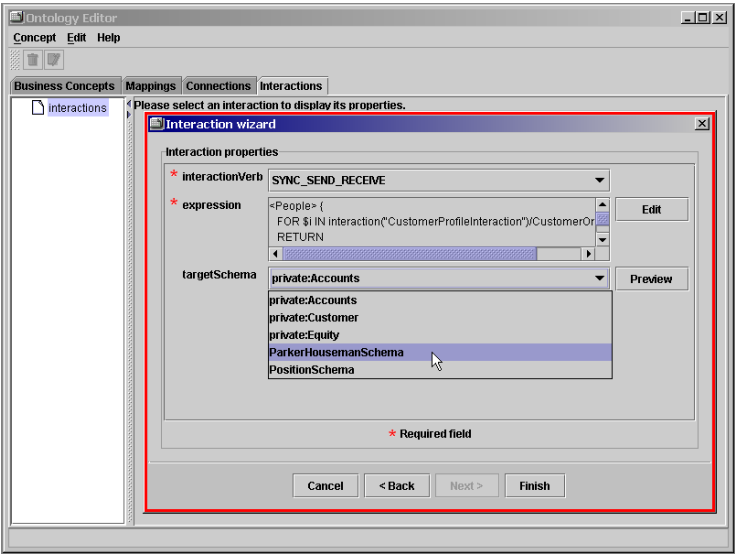 Ontology Editor
Concept Edit Help
Business Concepts Mappings Connections Interactions
interactions
Please select an interaction to display its properties.
Interaction wizard
Interaction properties
* interactionVerb SYNC_SEND_RECEIVE
* expression <People> {
FOR $i IN interaction("CustomerProfileInteraction")/CustomerOr
RETURN
Edit
targetSchema private:Accounts Preview
private:Accounts
private:Customer
private:Equity
ParkerHousemanSchema
PositionSchema
* Required field
Cancel < Back Next > Finish